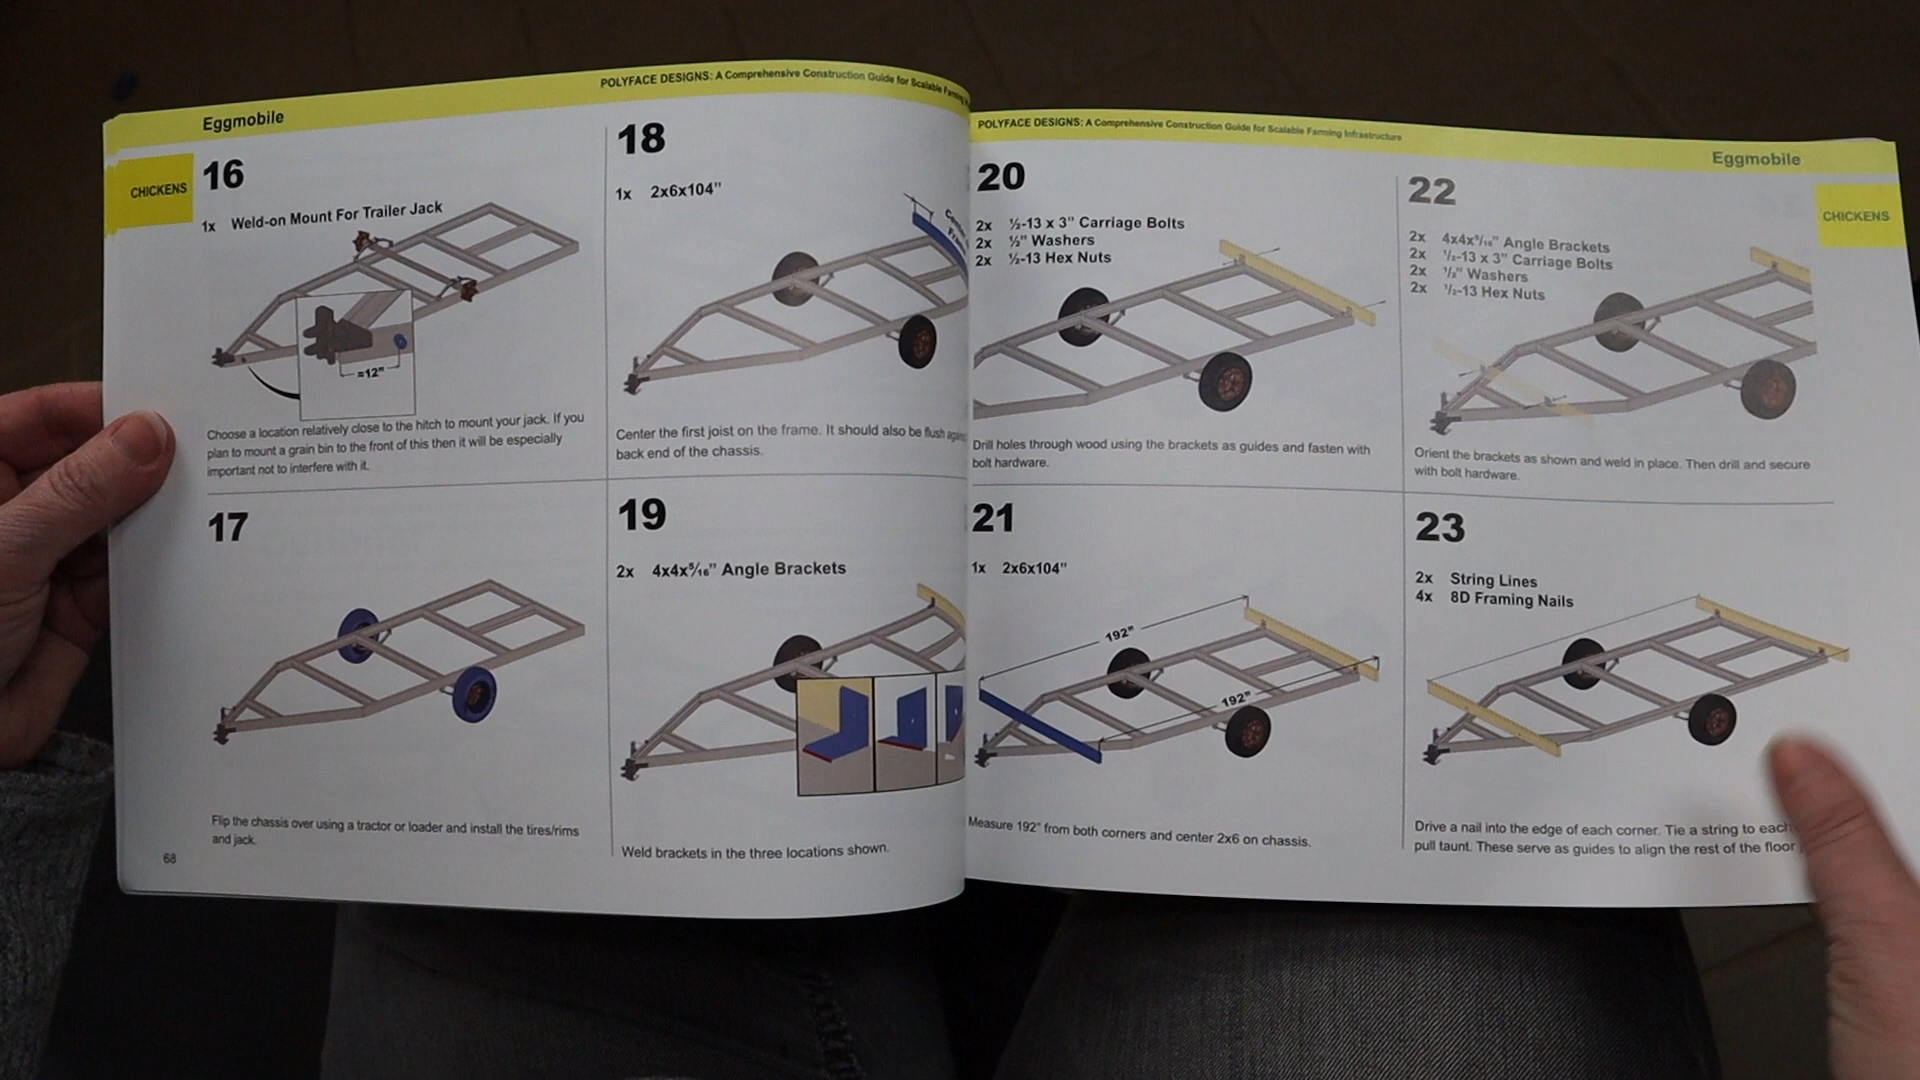 Eggmobile
POLYFACE DESIGNS: A Comprehensive Construction Guide for Scalable Farming
CHICKENS
16
1x Weld-on Mount For Trailer Jack
≈12"
Choose a location relatively close to the hitch to mount your jack. If you
plan to mount a grain bin to the front of this then it will be especially
important not to interfere with it.
17
Flip the chassis over using a tractor or loader and install the tires/rims
and jack.
68
18
1x 2x6x104"
Center the first joist on the frame. It should also be flush
back end of the chassis.
19
2x 4x4x⁵⁄₁₆" Angle Brackets
Weld brackets in the three locations shown.
POLYFACE DESIGNS: A Comprehensive Construction Guide for Scalable Farming Infrastructure
Eggmobile
CHICKENS
20
2x ½-13 x 3" Carriage Bolts
2x ½" Washers
2x ½-13 Hex Nuts
Drill holes through wood using the brackets as guides and fasten with
bolt hardware.
21
1x 2x6x104"
192"
192"
Measure 192" from both corners and center 2x6 on chassis.
22
2x 4x4x⁵⁄₁₆" Angle Brackets
2x ½-13 x 3" Carriage Bolts
2x ½" Washers
2x ½-13 Hex Nuts
Orient the brackets as shown and weld in place. Then drill and secure
with bolt hardware.
23
2x String Lines
4x 8D Framing Nails
Drive a nail into the edge of each corner. Tie a string to each
pull taunt. These serve as guides to align the rest of the floor